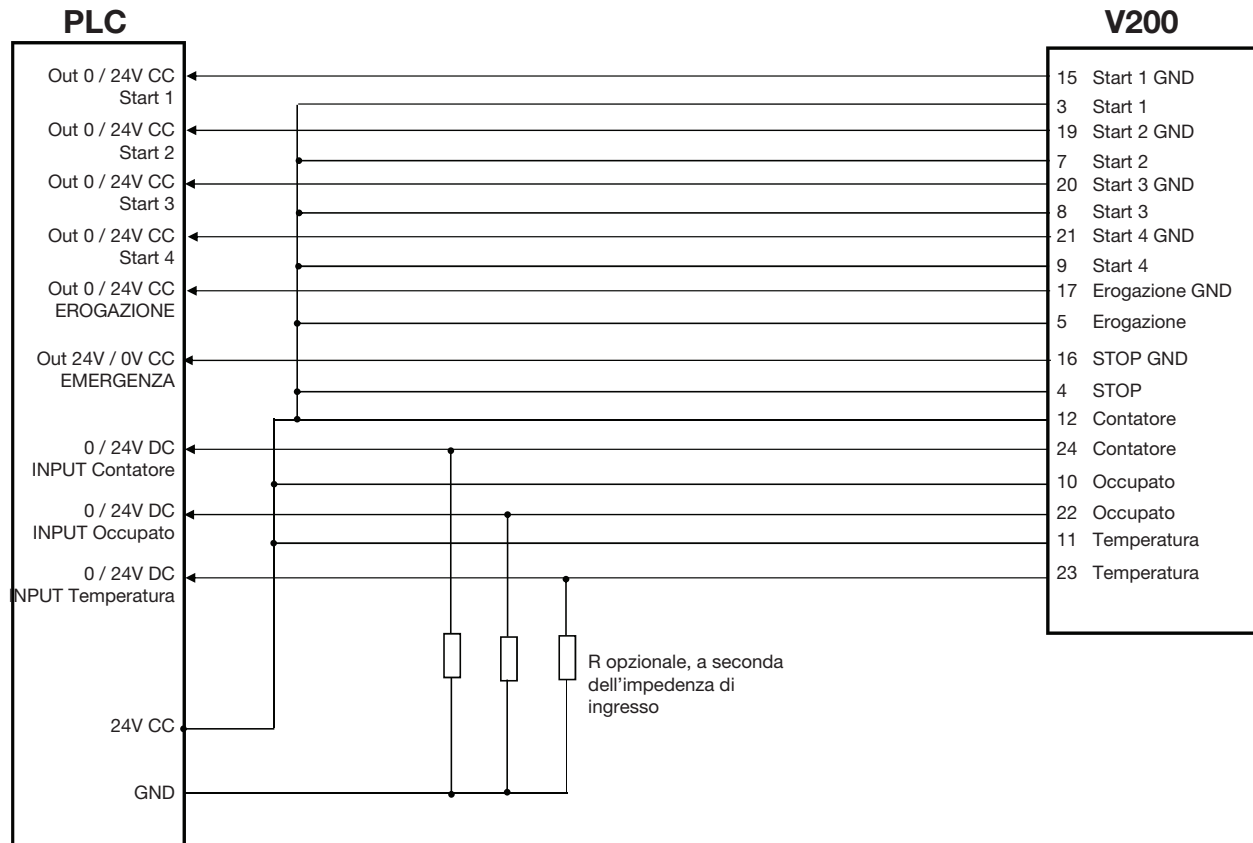 PLC
V200
Out 0 / 24V CC
Start 1
Out 0 / 24V CC
Start 2
Out 0 / 24V CC
Start 3
Out 0 / 24V CC
Start 4
Out 0 / 24V CC
EROGAZIONE
Out 24V / 0V CC
EMERGENZA
0 / 24V DC
INPUT Contatore
0 / 24V DC
INPUT Occupato
0 / 24V DC
INPUT Temperatura
24V CC
GND
15 Start 1 GND
3 Start 1
19 Start 2 GND
7 Start 2
20 Start 3 GND
8 Start 3
21 Start 4 GND
9 Start 4
17 Erogazione GND
5 Erogazione
16 STOP GND
4 STOP
12 Contatore
24 Contatore
10 Occupato
22 Occupato
11 Temperatura
23 Temperatura
R opzionale, a seconda
dell'impedenza di
ingresso